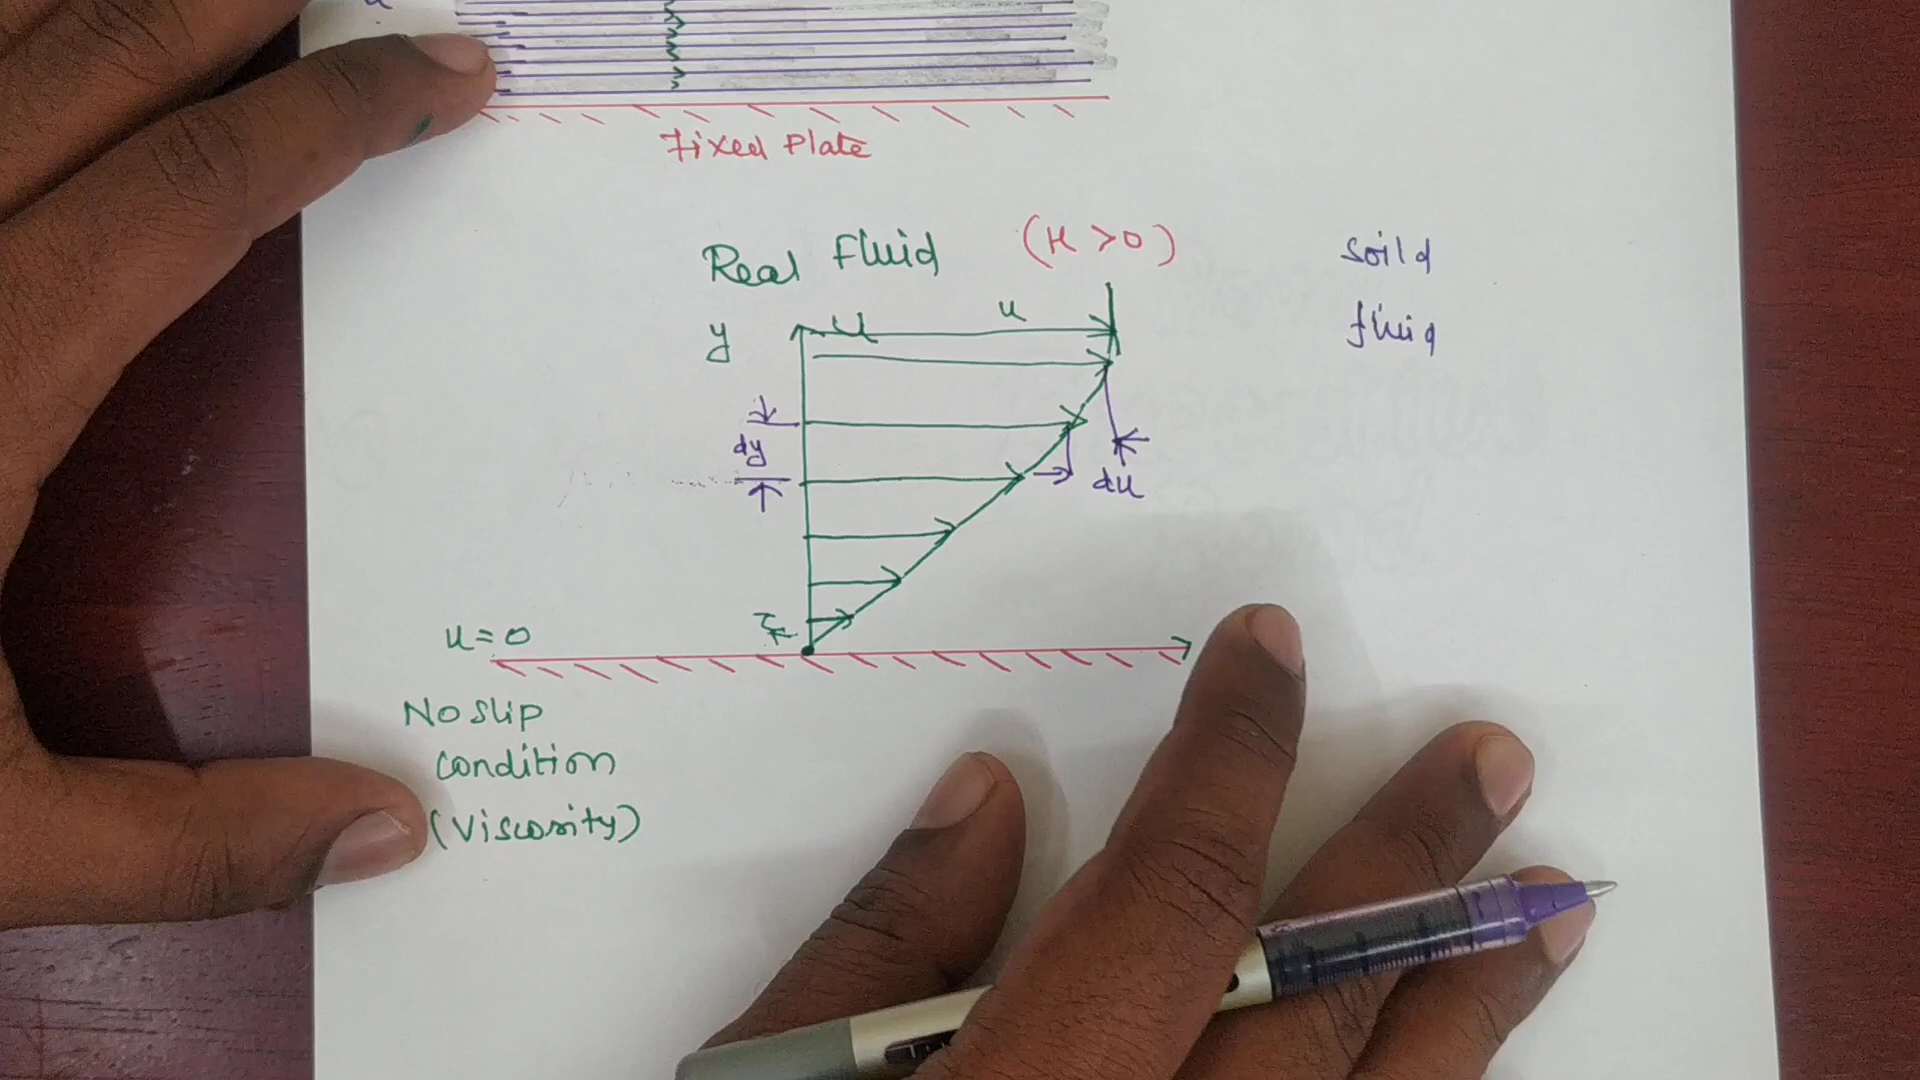 u
Fixed Plate
Real Fluid (μ >0)
y u u
dy
du
τ
u=0
No slip
condition
(Viscosity)
Soild
fluid